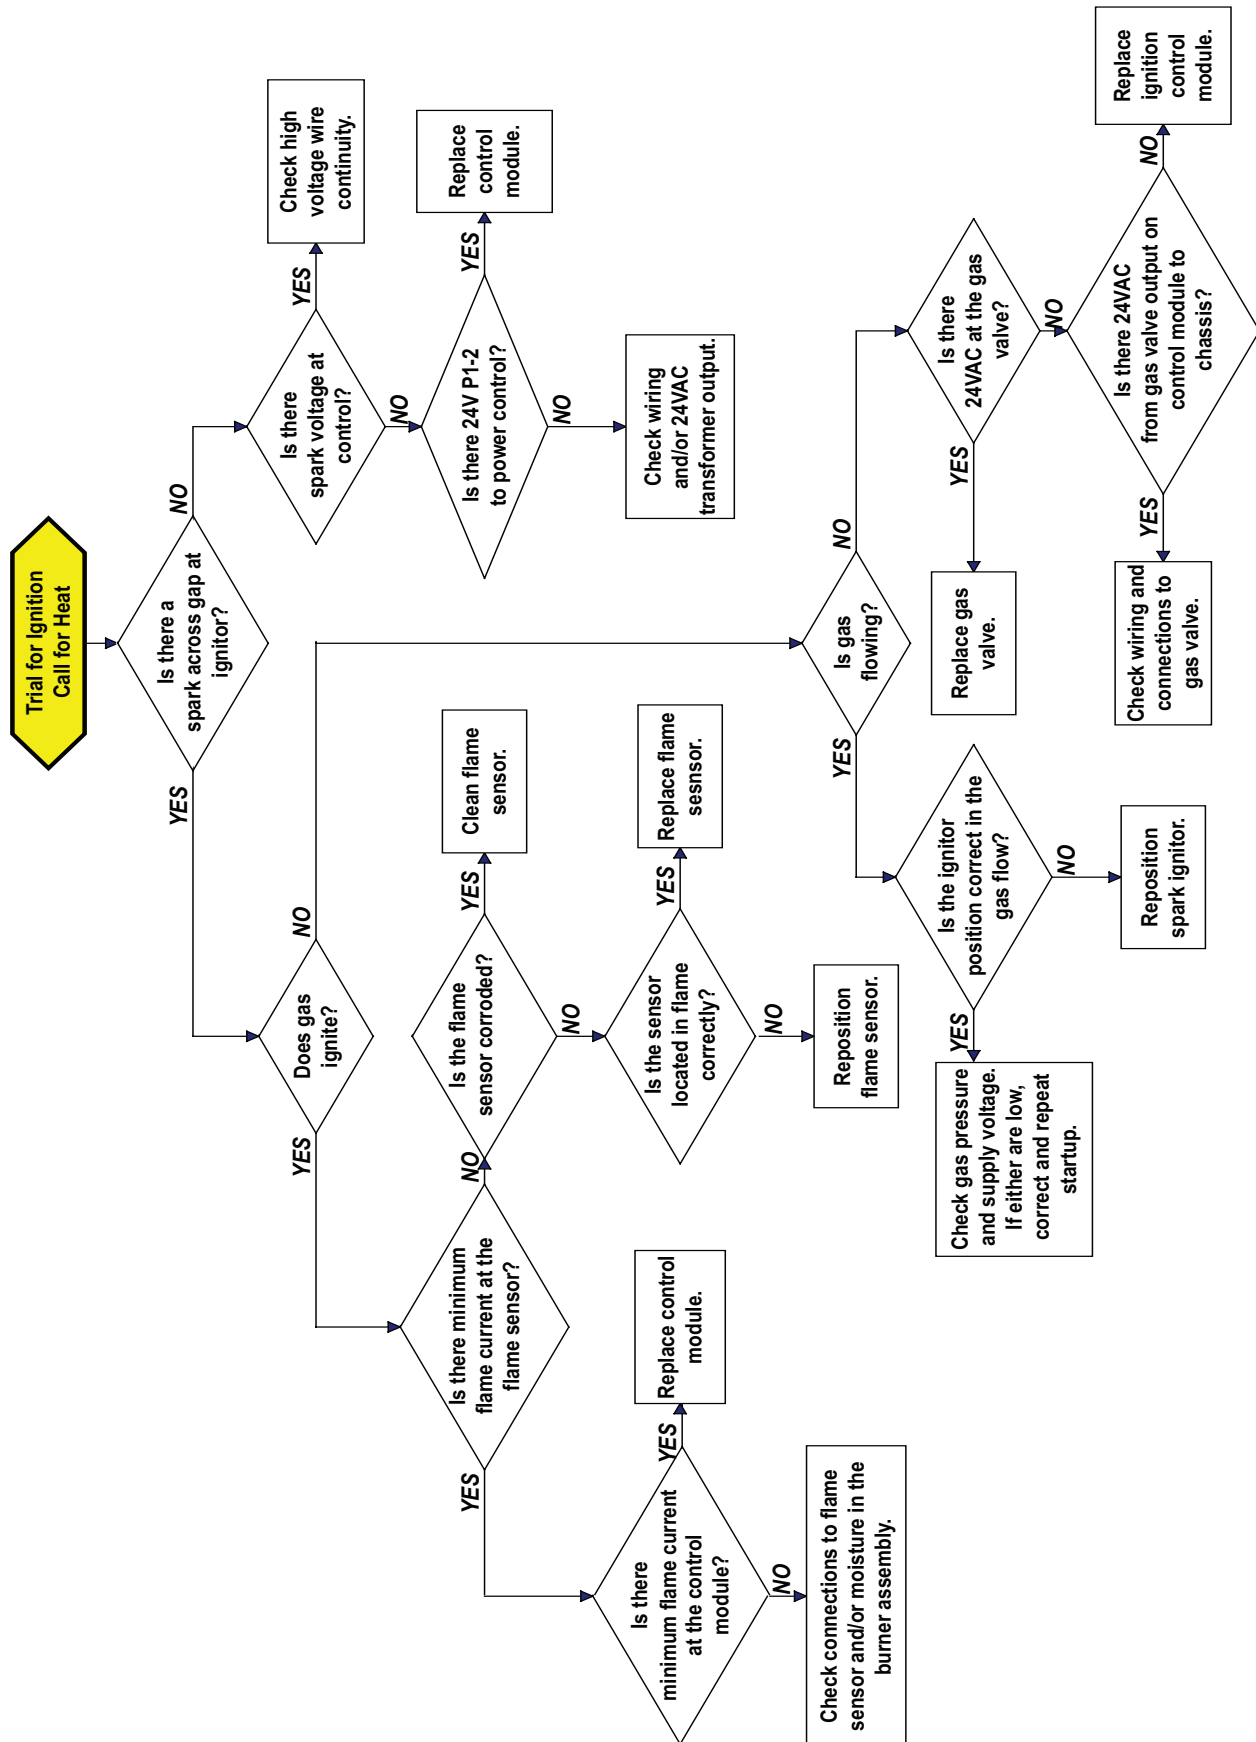 Trial for Ignition
Call for Heat
Is there a
spark across gap at
ignitor?
YES
NO
Does gas
ignite?
YES
NO
Is there
spark voltage at
control?
YES
Check high
voltage wire
continuity.
NO
Is there 24V P1-2
to power control?
YES
Replace
control
module.
NO
Check wiring
and/or 24VAC
transformer output.
Is there minimum
flame current at the
flame sensor?
YES
NO
Is the flame
sensor corroded?
YES
Clean flame
sensor.
NO
Is the sensor
located in flame
correctly?
YES
Replace flame
sesnsor.
NO
Reposition
flame sensor.
Is there
minimum flame current
at the control
module?
YES
Replace control
module.
NO
Check connections to flame
sensor and/or moisture in the
burner assembly.
Is gas
flowing?
YES
NO
Is the ignitor
position correct in the
gas flow?
YES
Check gas pressure
and supply voltage.
If either are low,
correct and repeat
startup.
NO
Reposition
spark ignitor.
Is there
24VAC at the gas
valve?
YES
Replace gas
valve.
NO
Is there 24VAC
from gas valve output on
control module to
chassis?
YES
Check wiring and
connections to
gas valve.
NO
Replace
ignition
control
module.